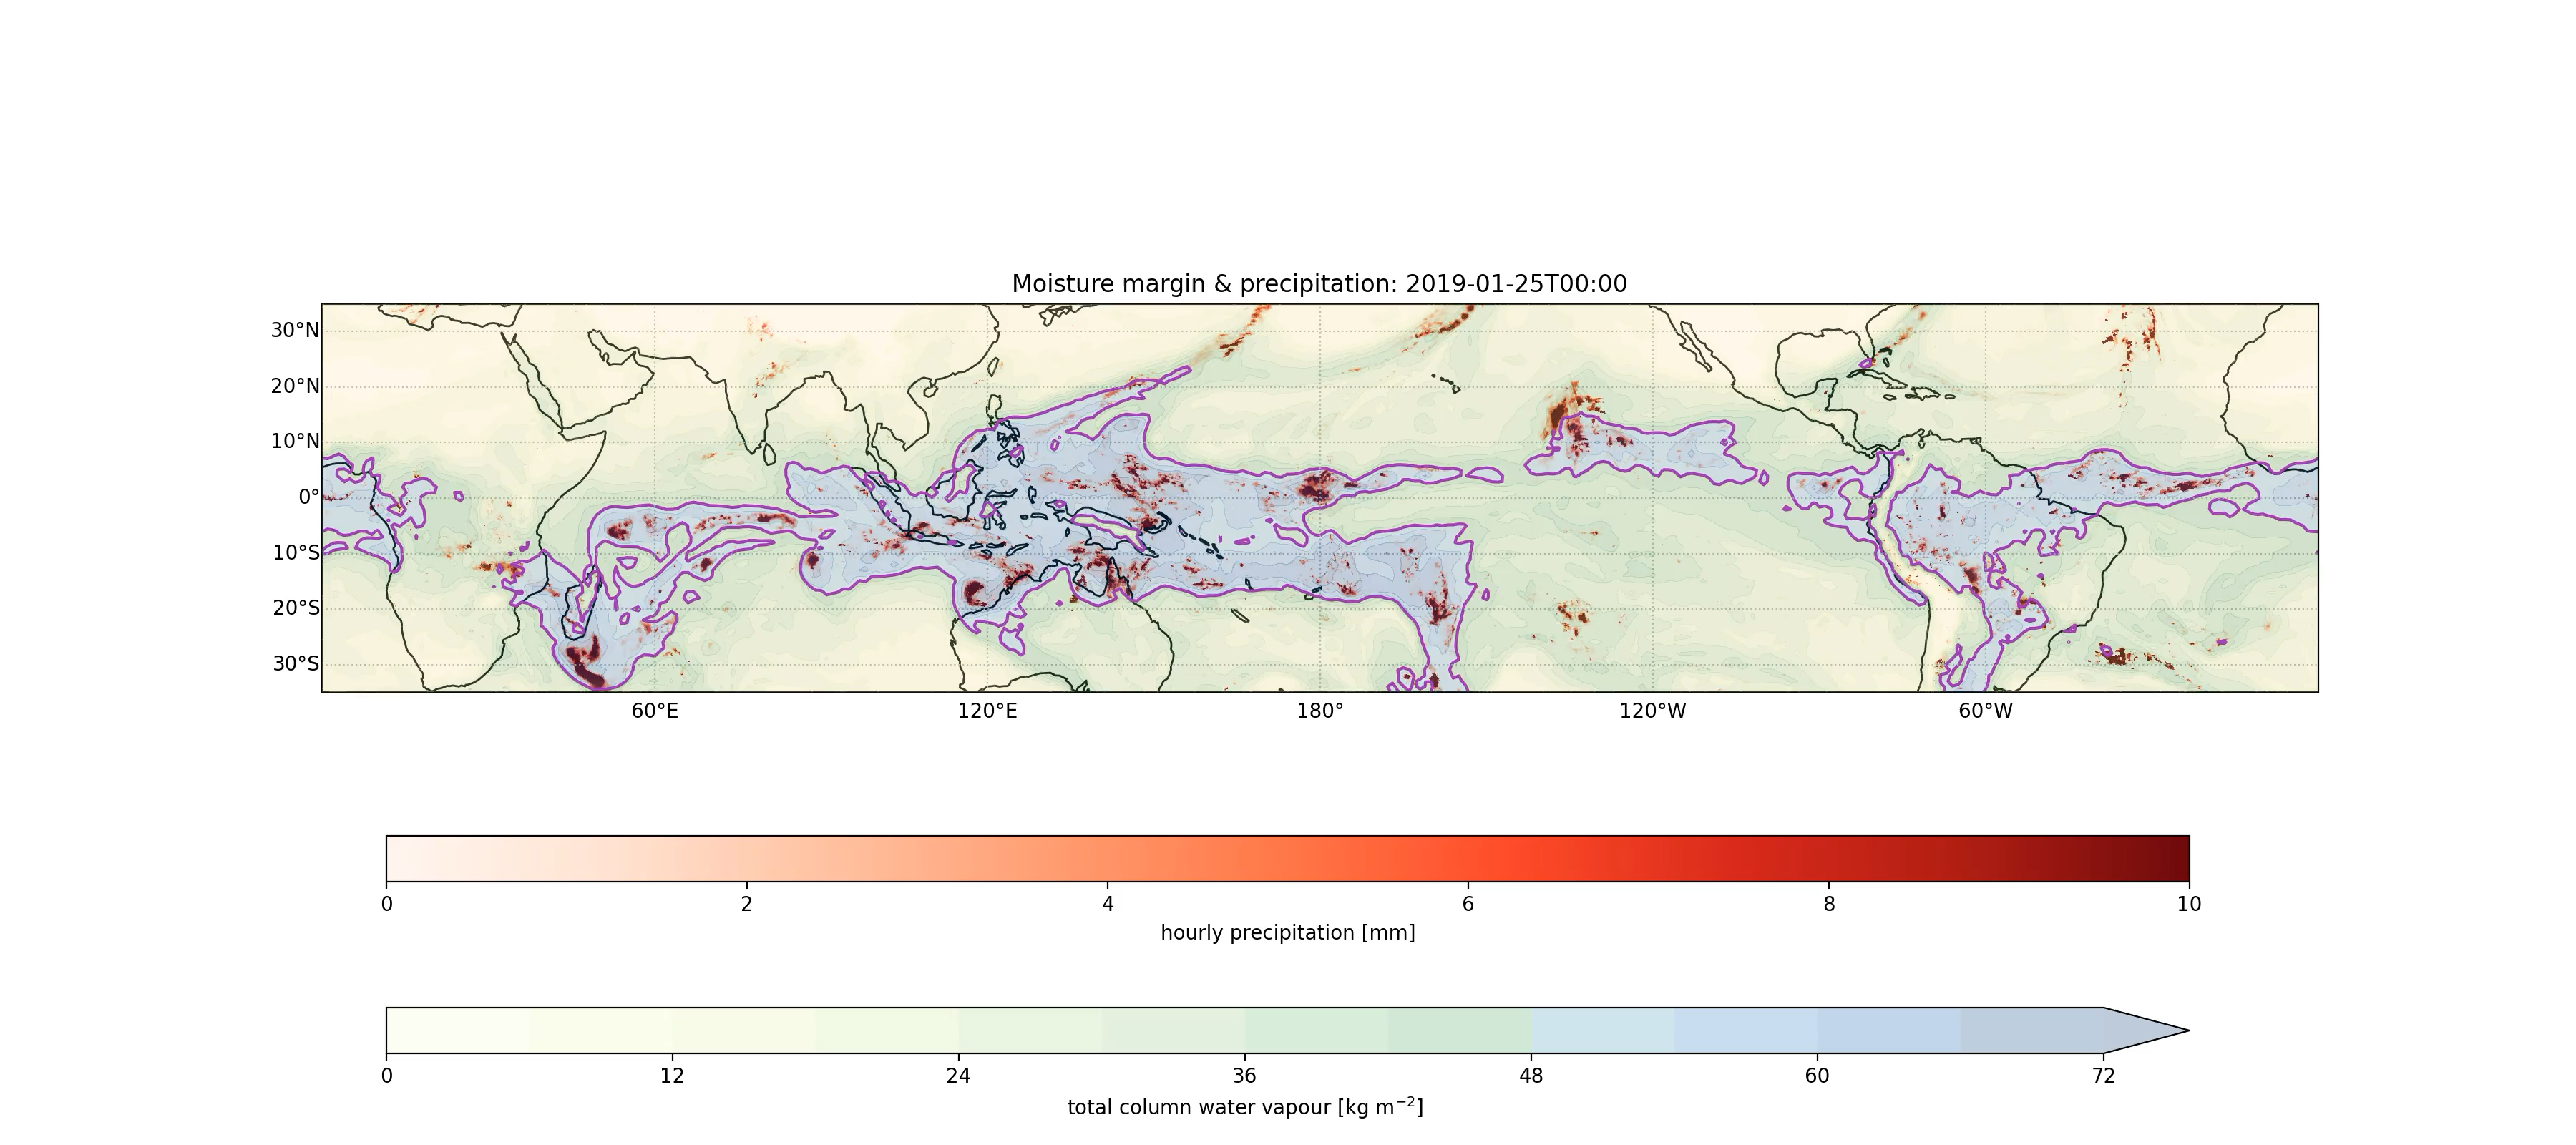 Moisture margin & precipitation: 2019-01-25T00:00
30°N
20°N
10°N
0°
10°S
20°S
30°S
60°E 120°E 180° 120°W 60°W
0 2 4 6 8 10
hourly precipitation [mm]
0 12 24 36 48 60 72
total column water vapour [kg m⁻²]